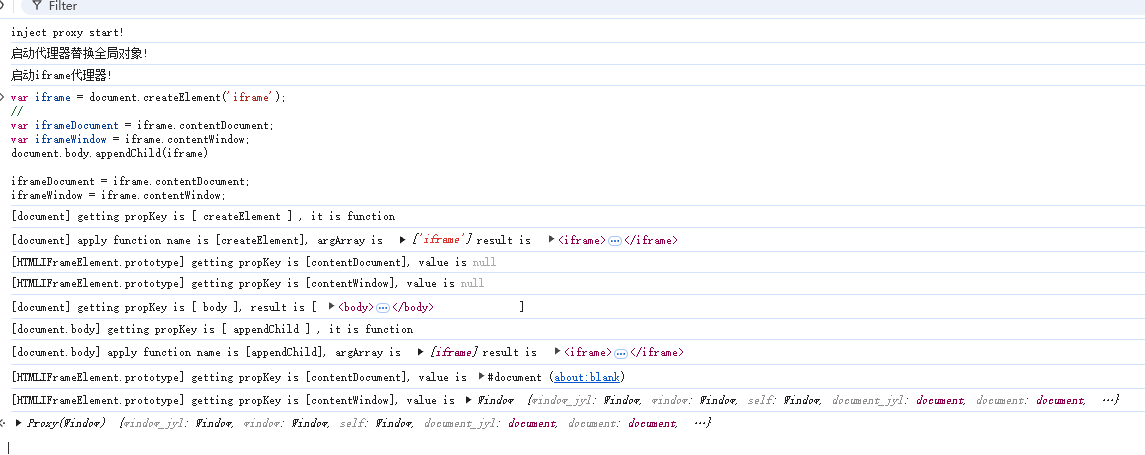 Filter
inject proxy start!
启动代理器替换全局对象!
启动iframe代理器!
var iframe = document.createElement('iframe');
//
var iframeDocument = iframe.contentDocument;
var iframeWindow = iframe.contentWindow;
document.body.appendChild(iframe)
iframeDocument = iframe.contentDocument;
iframeWindow = iframe.contentWindow;
[document] getting propKey is [ createElement ] , it is function
[document] apply function name is [createElement], argArray is ▶ ['iframe'] result is ▶ <iframe>…</iframe>
[HTMLIFrameElement.prototype] getting propKey is [contentDocument], value is null
[HTMLIFrameElement.prototype] getting propKey is [contentWindow], value is null
[document] getting propKey is [ body ], result is [ ▶ <body>…</body> ]
[document.body] getting propKey is [ appendChild ] , it is function
[document.body] apply function name is [appendChild], argArray is ▶ [iframe] result is ▶ <iframe>…</iframe>
[HTMLIFrameElement.prototype] getting propKey is [contentDocument], value is ▶ #document (about:blank)
[HTMLIFrameElement.prototype] getting propKey is [contentWindow], value is ▶ Window {window_jyl: Window, window: Window, self: Window, document_jyl: document, document: document, …}
▶ Proxy(Window) {window_jyl: Window, window: Window, self: Window, document_jyl: document, document: document, …}